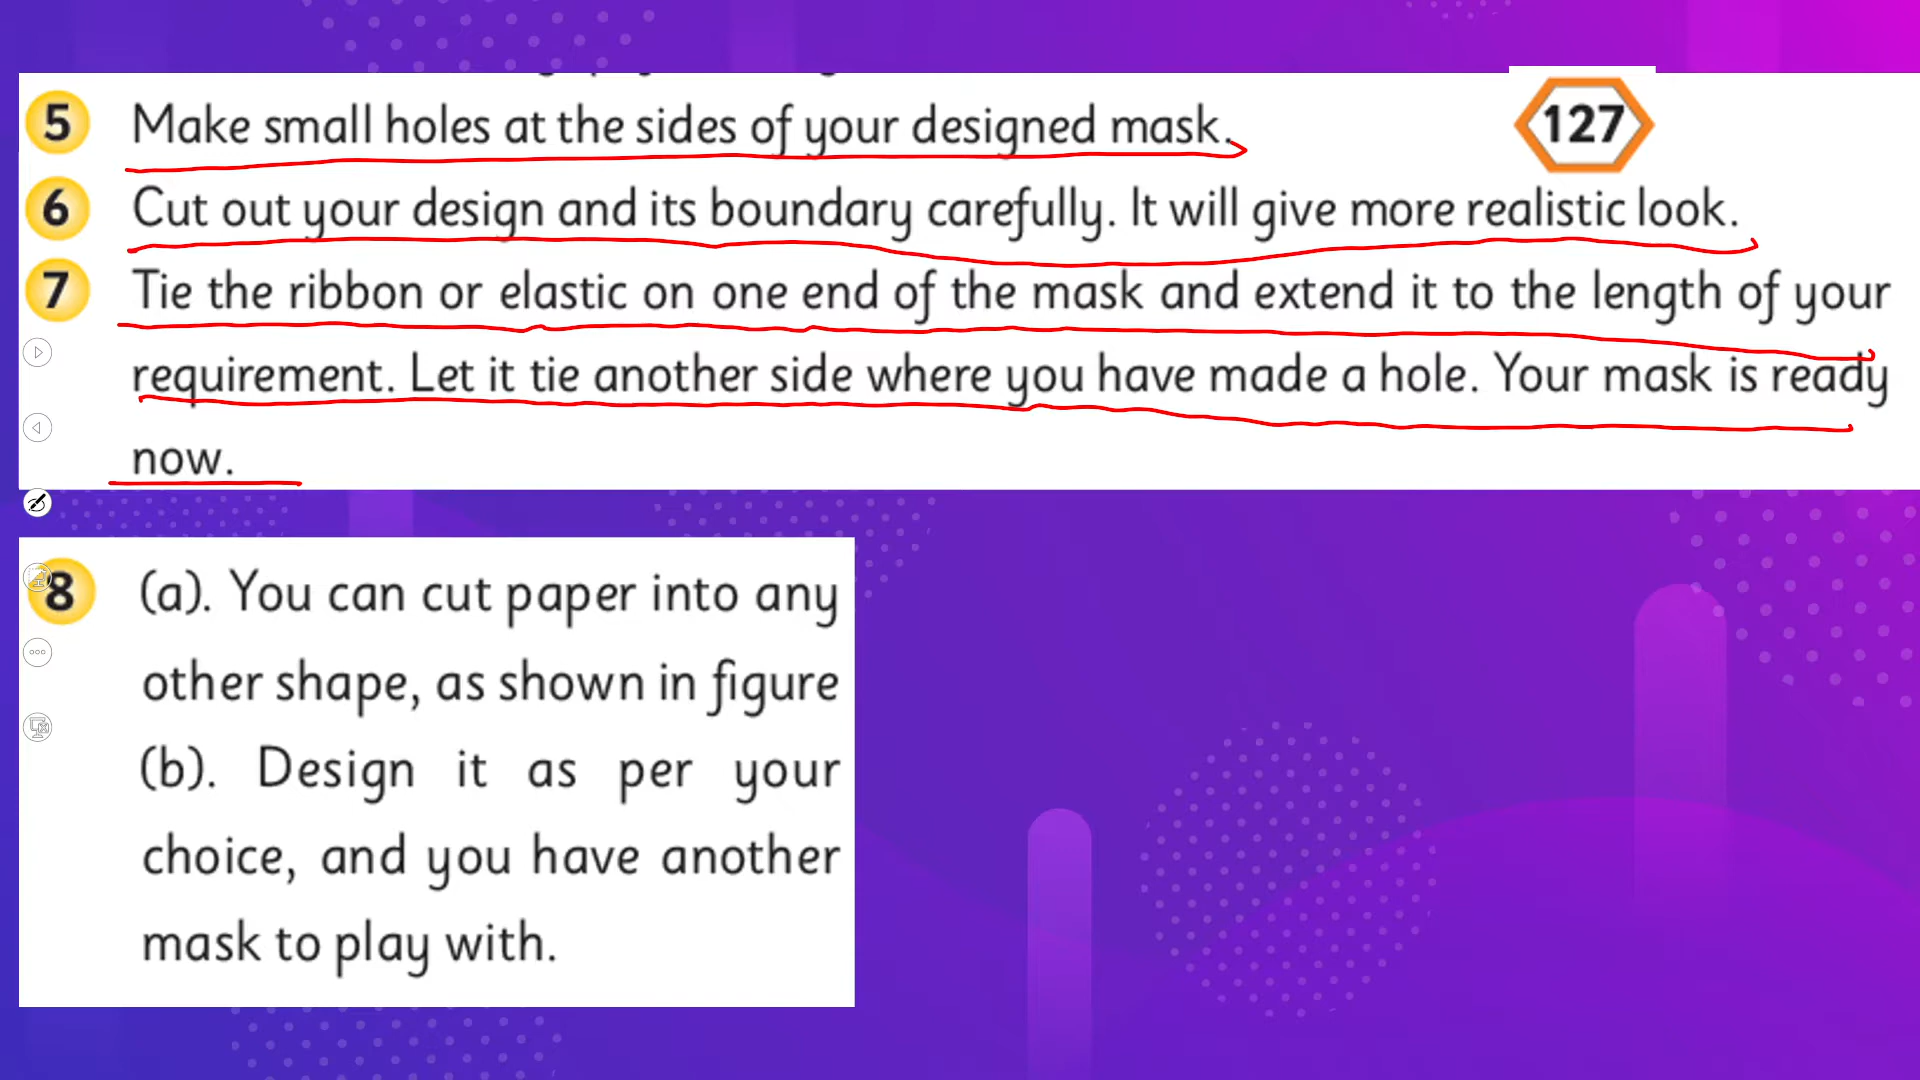 5 Make small holes at the sides of your designed mask.
127
6 Cut out your design and its boundary carefully. It will give more realistic look.
7 Tie the ribbon or elastic on one end of the mask and extend it to the length of your
requirement. Let it tie another side where you have made a hole. Your mask is ready
now.
8 (a). You can cut paper into any
other shape, as shown in figure
(b). Design it as per your
choice, and you have another
mask to play with.